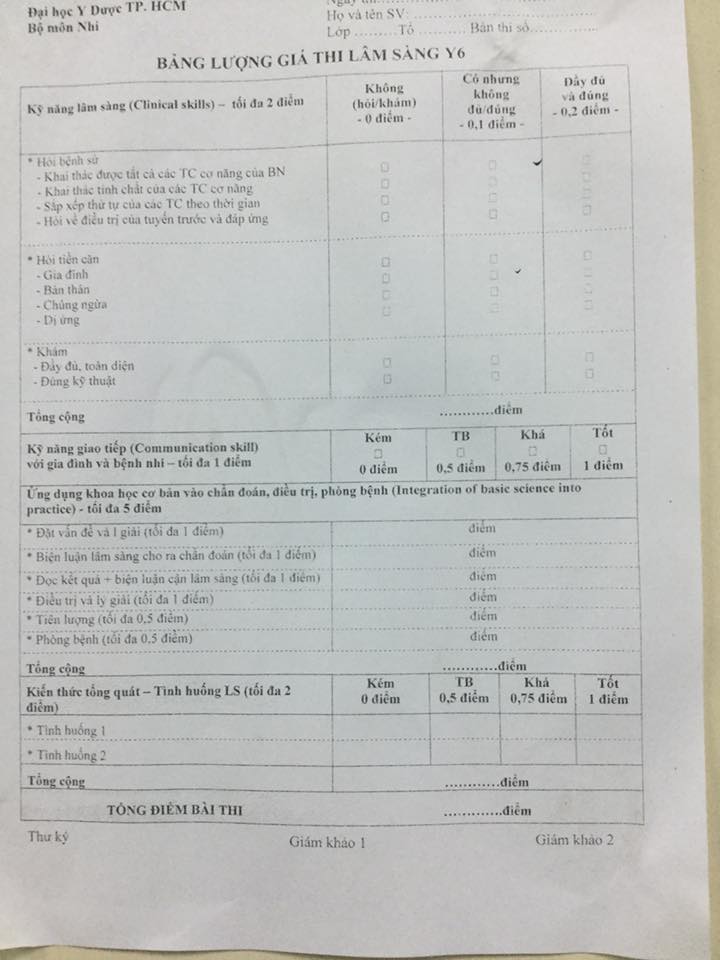 Đại học Y Dược TP. HCM
Bộ môn Nhi
Họ và tên SV:
Lớp .........Tổ .......... Bàn thi số..............
BẢNG LƯỢNG GIÁ THI LÂM SÀNG Y6
Kỹ năng lâm sàng (Clinical skills) – tối đa 2 điểm
Không (hỏi/khám) - 0 điểm -
Có nhưng không đủ/đúng - 0,1 điểm -
Đầy đủ và đúng - 0,2 điểm -
* Hỏi bệnh sử
- Khai thác được tất cả các TC cơ năng của BN
- Khai thác tính chất của các TC cơ năng
- Sắp xếp thứ tự của các TC theo thời gian
- Hỏi về điều trị của tuyến trước và đáp ứng
* Hỏi tiền căn
- Gia đình
- Bản thân
- Chủng ngừa
- Dị ứng
* Khám
- Đầy đủ, toàn diện
- Đúng kỹ thuật
Tổng cộng ............điểm
Kỹ năng giao tiếp (Communication skill)
với gia đình và bệnh nhi – tối đa 1 điểm
Kém 0 điểm
TB 0,5 điểm
Khá 0,75 điểm
Tốt 1 điểm
Ứng dụng khoa học cơ bản vào chẩn đoán, điều trị, phòng bệnh (Integration of basic science into
practice) - tối đa 5 điểm
* Đặt vấn đề và l giải (tối đa 1 điểm) điểm
* Biện luận lâm sàng cho ra chẩn đoán (tối đa 1 điểm) điểm
* Đọc kết quả + biện luận cận lâm sàng (tối đa 1 điểm) điểm
* Điều trị và lý giải (tối đa 1 điểm) điểm
* Tiên lượng (tối đa 0,5 điểm) điểm
* Phòng bệnh (tối đa 0,5 điểm) điểm
Tổng cộng ............điểm
Kiến thức tổng quát – Tình huống LS (tối đa 2
điểm)
Kém 0 điểm
TB 0,5 điểm
Khá 0,75 điểm
Tốt 1 điểm
* Tình huống 1
* Tình huống 2
Tổng cộng ............điểm
TỔNG ĐIỂM BÀI THI ............điểm
Thư ký Giám khảo 1 Giám khảo 2